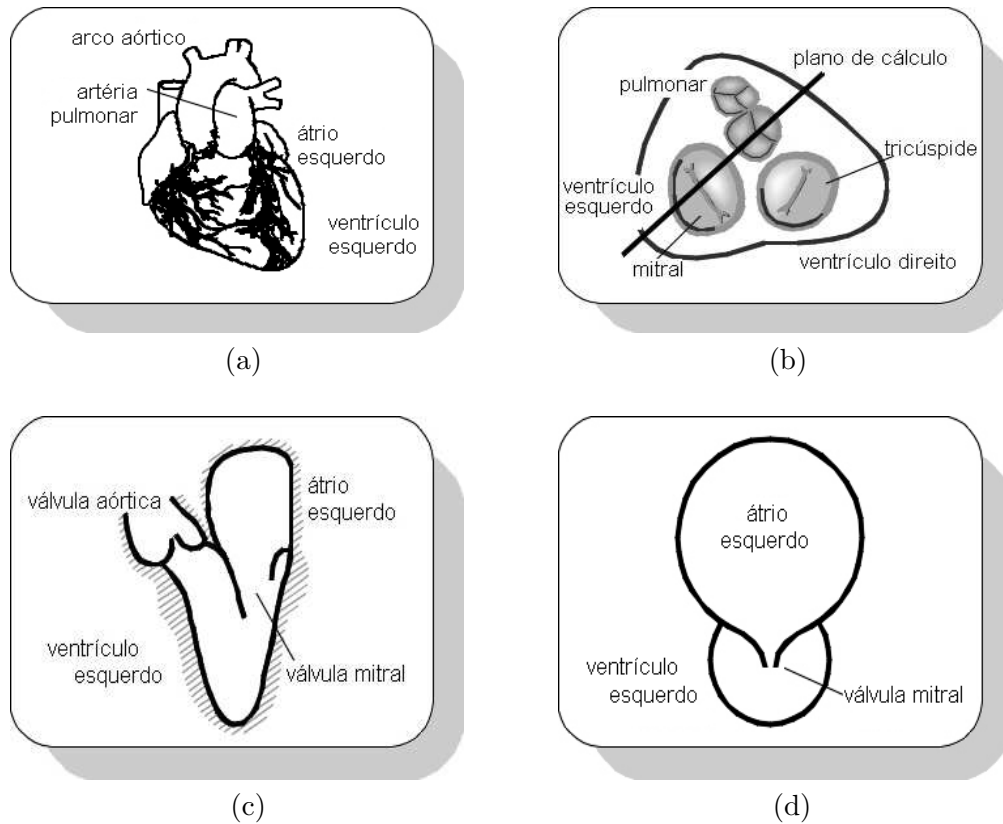 arco aórtico
artéria
pulmonar
átrio
esquerdo
ventrículo
esquerdo
(a)
plano de cálculo
pulmonar
tricúspide
ventrículo
esquerdo
mitral
ventrículo direito
(b)
válvula aórtica
átrio
esquerdo
ventrículo
esquerdo
válvula mitral
(c)
átrio
esquerdo
ventrículo
esquerdo
válvula mitral
(d)